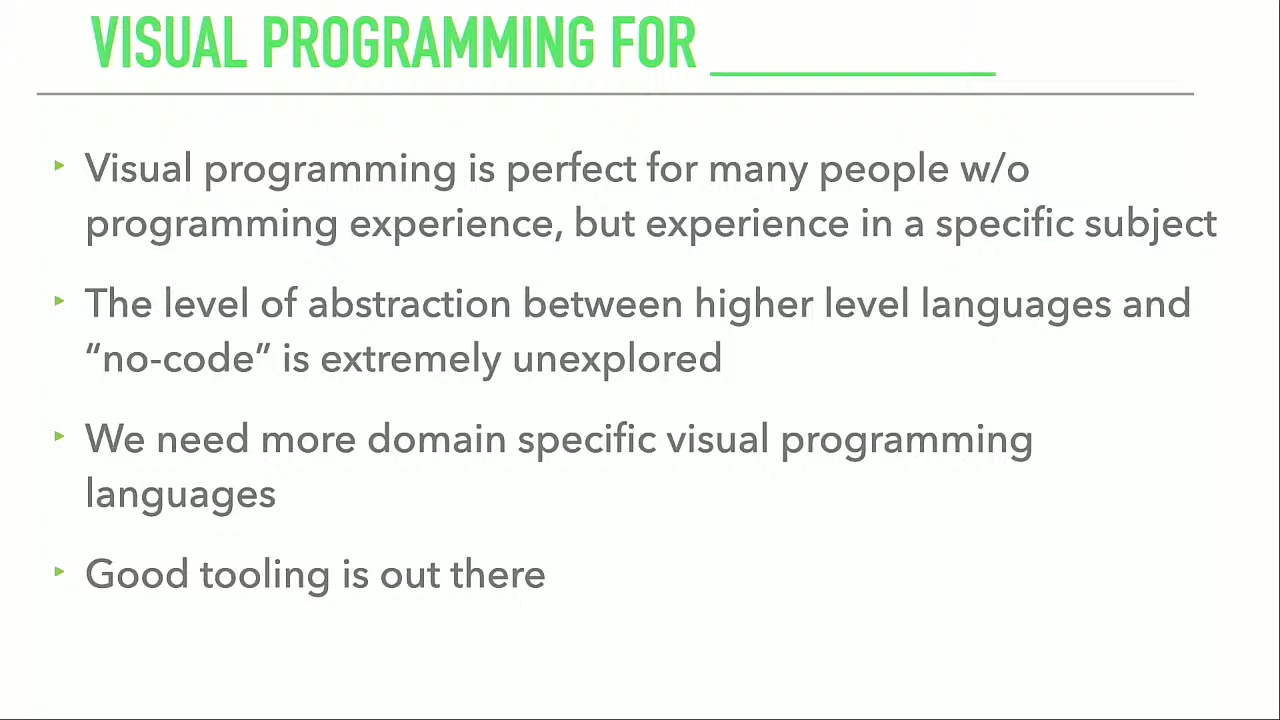 VISUAL PROGRAMMING FOR __________
Visual programming is perfect for many people w/o
programming experience, but experience in a specific subject
The level of abstraction between higher level languages and
“no-code” is extremely unexplored
We need more domain specific visual programming
languages
Good tooling is out there